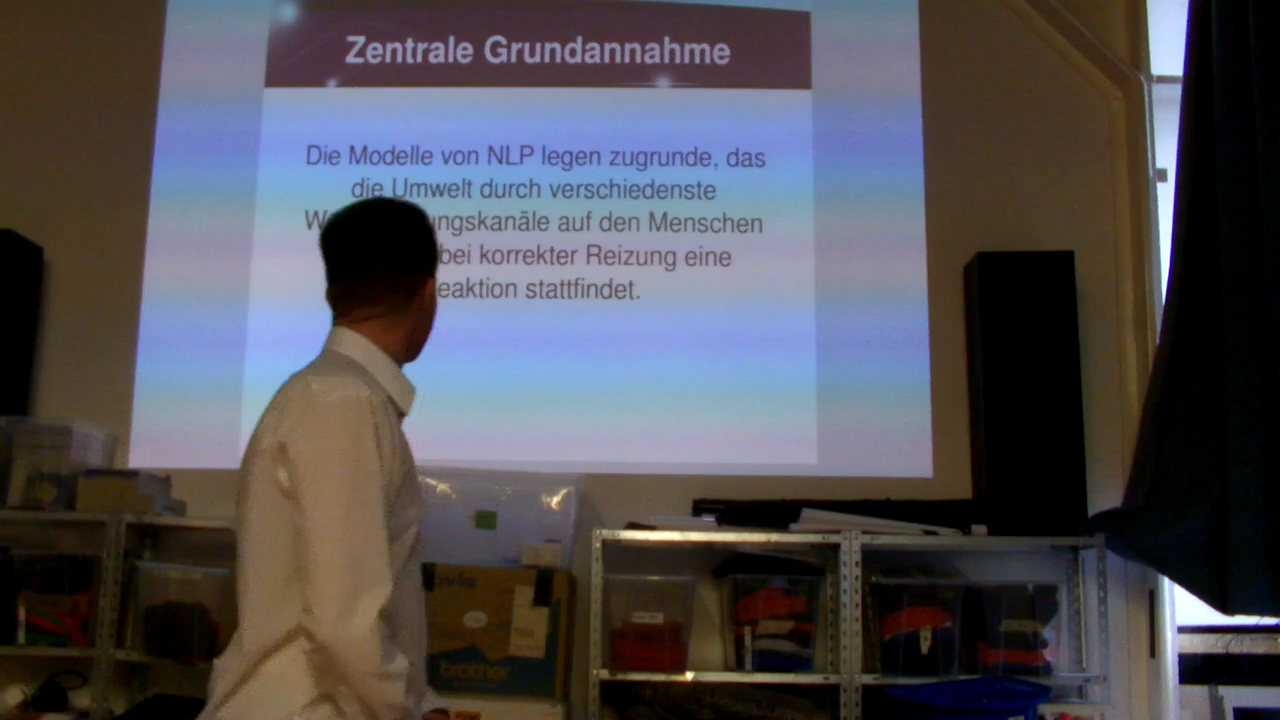 Zentrale Grundannahme
Die Modelle von NLP legen zugrunde, das
die Umwelt durch verschiedenste
ngskanäle auf den Menschen
bei korrekter Reizung eine
eaktion stattfindet.
brother